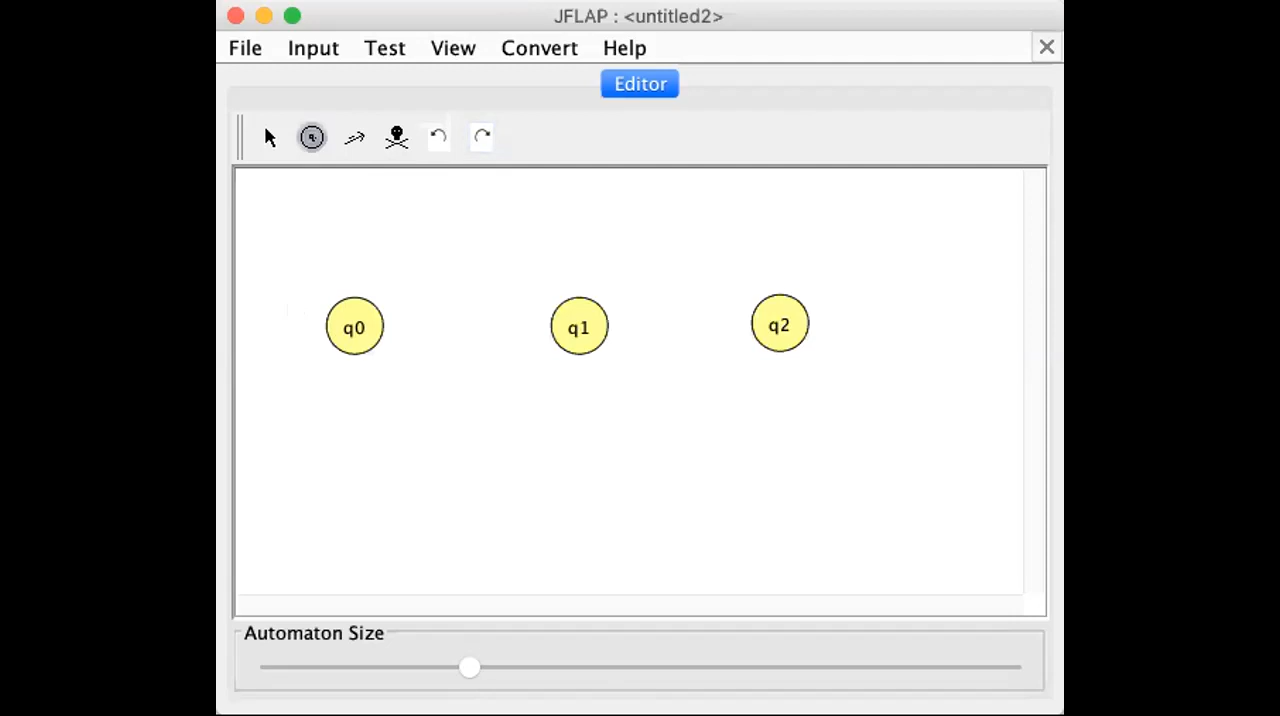 JFLAP : <untitled2>
File Input Test View Convert Help
Editor
q0 q1 q2
Automaton Size